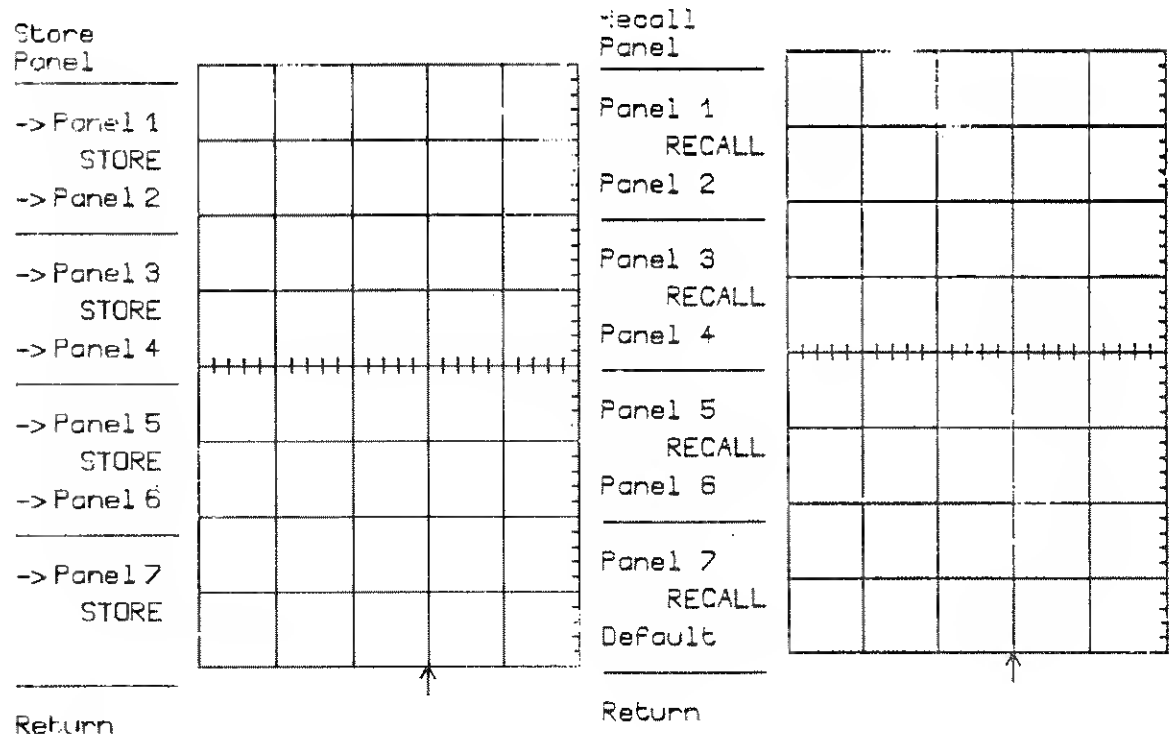 Store
Panel
-> Panel 1
STORE
-> Panel 2
-> Panel 3
STORE
-> Panel 4
-> Panel 5
STORE
-> Panel 6
-> Panel 7
STORE
Return
Recall
Panel
Panel 1
RECALL
Panel 2
Panel 3
RECALL
Panel 4
Panel 5
RECALL
Panel 6
Panel 7
RECALL
Default
Return